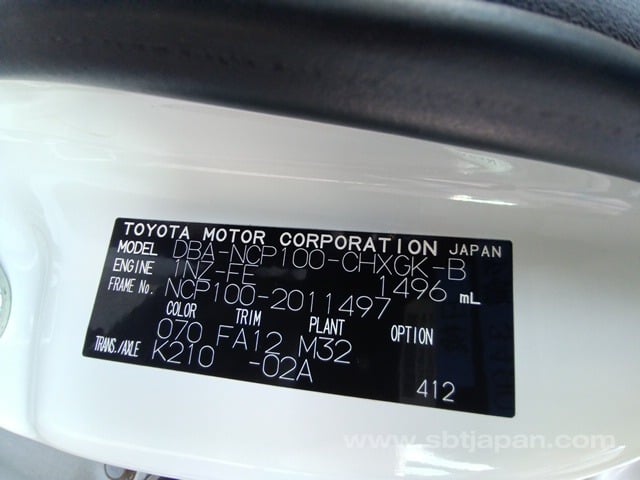 TOYOTA MOTOR CORPORATION JAPAN
MODEL DBA-NCP100-CHXGK-B
ENGINE 1NZ-FE 1496 mL
FRAME No. NCP100-2011497
COLOR TRIM PLANT OPTION
070 FA12 M32
TRANS./AXLE K210 -02A
412
www.sbtjapan.com